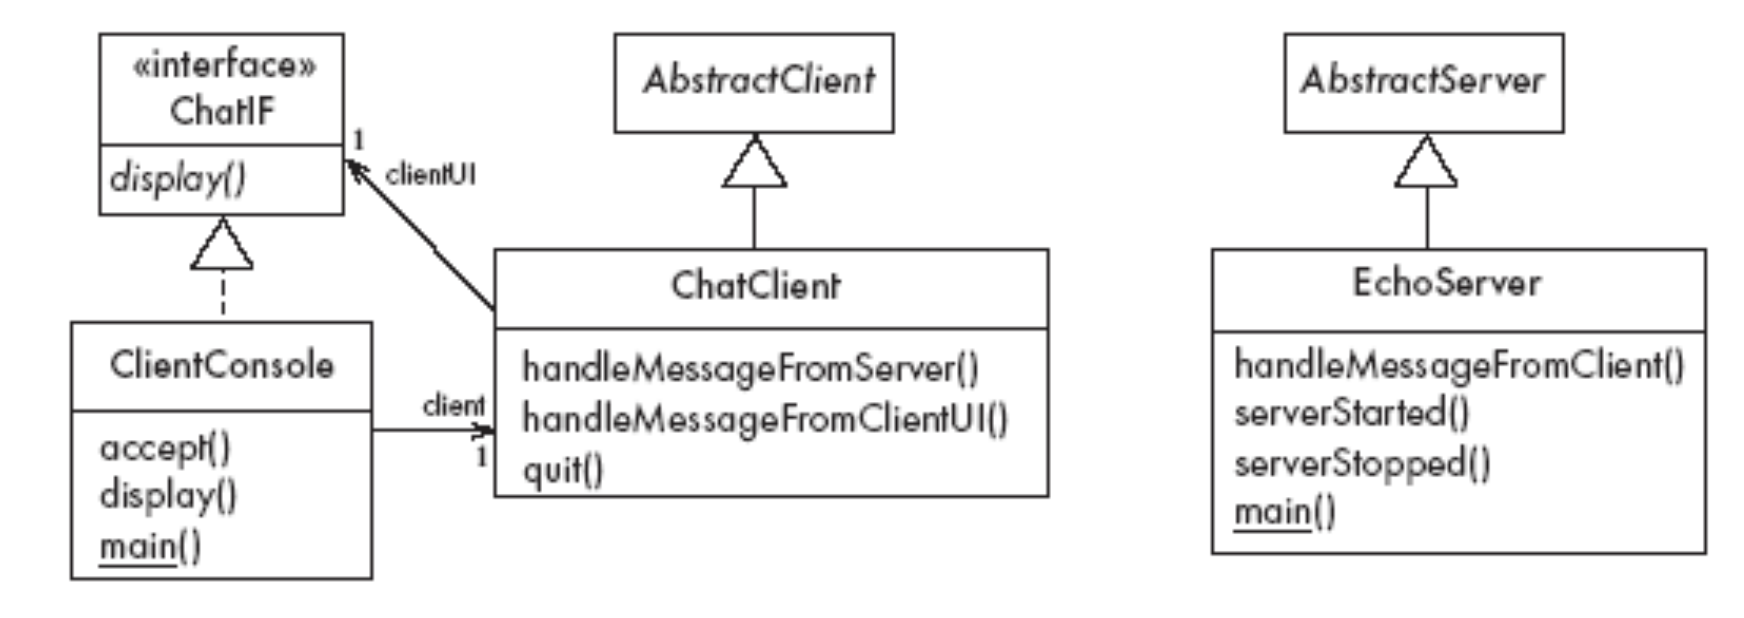 «interface»
ChatIF
display()
1
clientUI
AbstractClient
AbstractServer
ClientConsole
accept()
display()
main()
client
1
ChatClient
handleMessageFromServer()
handleMessageFromClientUI()
quit()
EchoServer
handleMessageFromClient()
serverStarted()
serverStopped()
main()